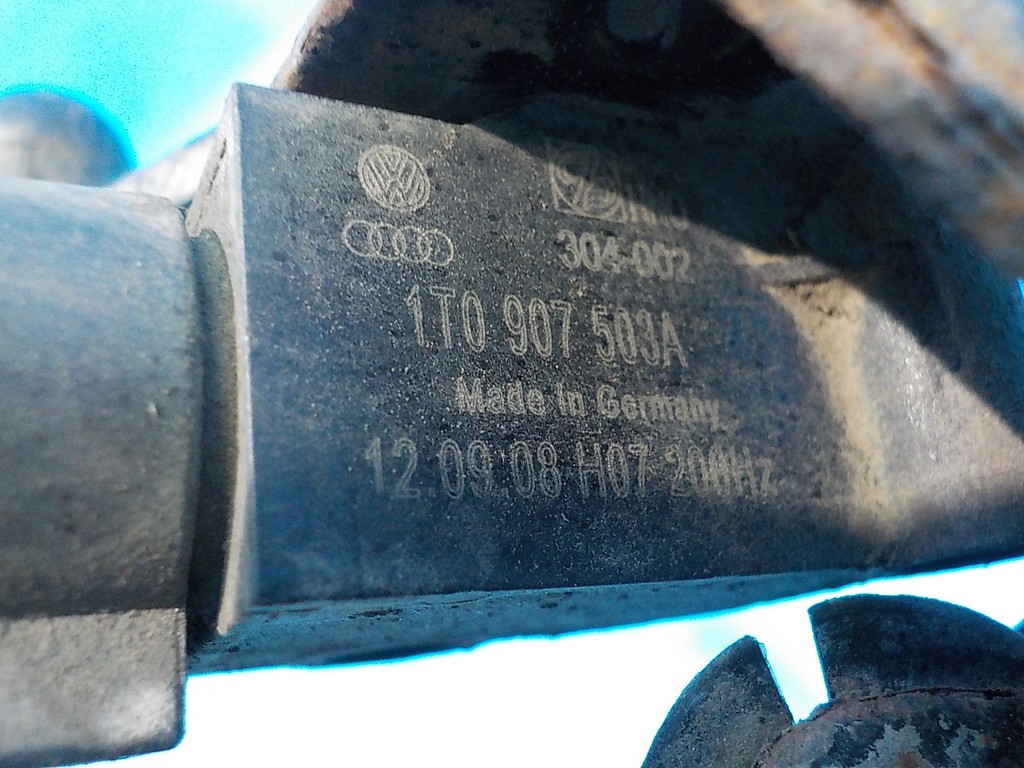 304-002
1T0 907 503A
Made in Germany
12.09.08 H07 200Hz